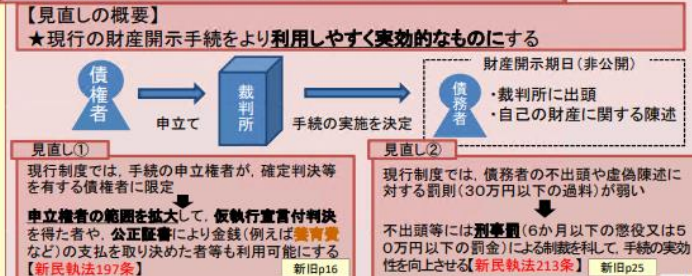 【見直しの概要】
★現行の財産開示手続をより利用しやすく実効的なものにする
債権者
申立て
裁判所
手続の実施を決定
財産開示期日(非公開)
債務者
・裁判所に出頭
・自己の財産に関する陳述
見直し①
現行制度では，手続の申立権者が，確定判決等
を有する債権者に限定
申立権者の範囲を拡大して，仮執行宣言付判決
を得た者や，公正証書により金銭(例えば養育費
など)の支払を取り決めた者等も利用可能にする
【新民執法197条】
新旧p16
見直し②
現行制度では，債務者の不出頭や虚偽陳述に
対する罰則(30万円以下の過料)が弱い
不出頭等には刑事罰(6か月以下の懲役又は5
0万円以下の罰金)による制裁を科して，手続の実効
性を向上させる【新民執法213条】
新旧p25